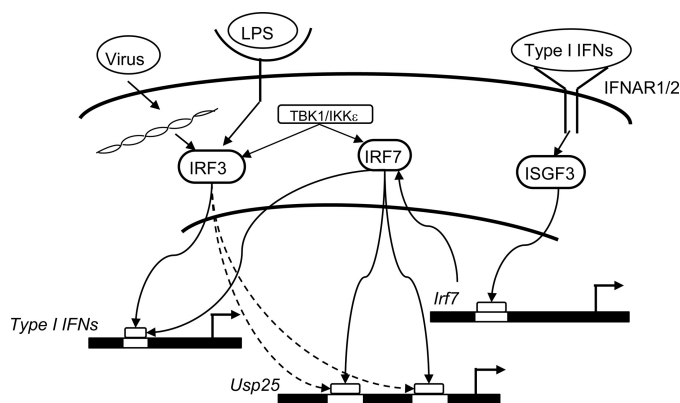 LPS
Virus
Type I IFNs
IFNAR1/2
TBK1/IKKε
IRF3
IRF7
ISGF3
Irf7
Type I IFNs
Usp25